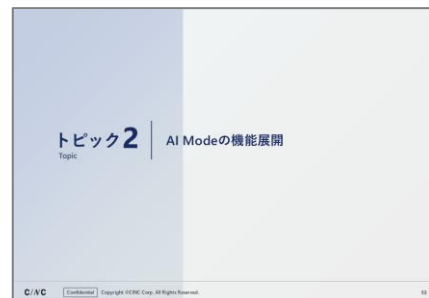 トピック2
Topic
AI Modeの機能展開
C/NC
Confidential
Copyright ©CINC Corp. All Rights Reserved.